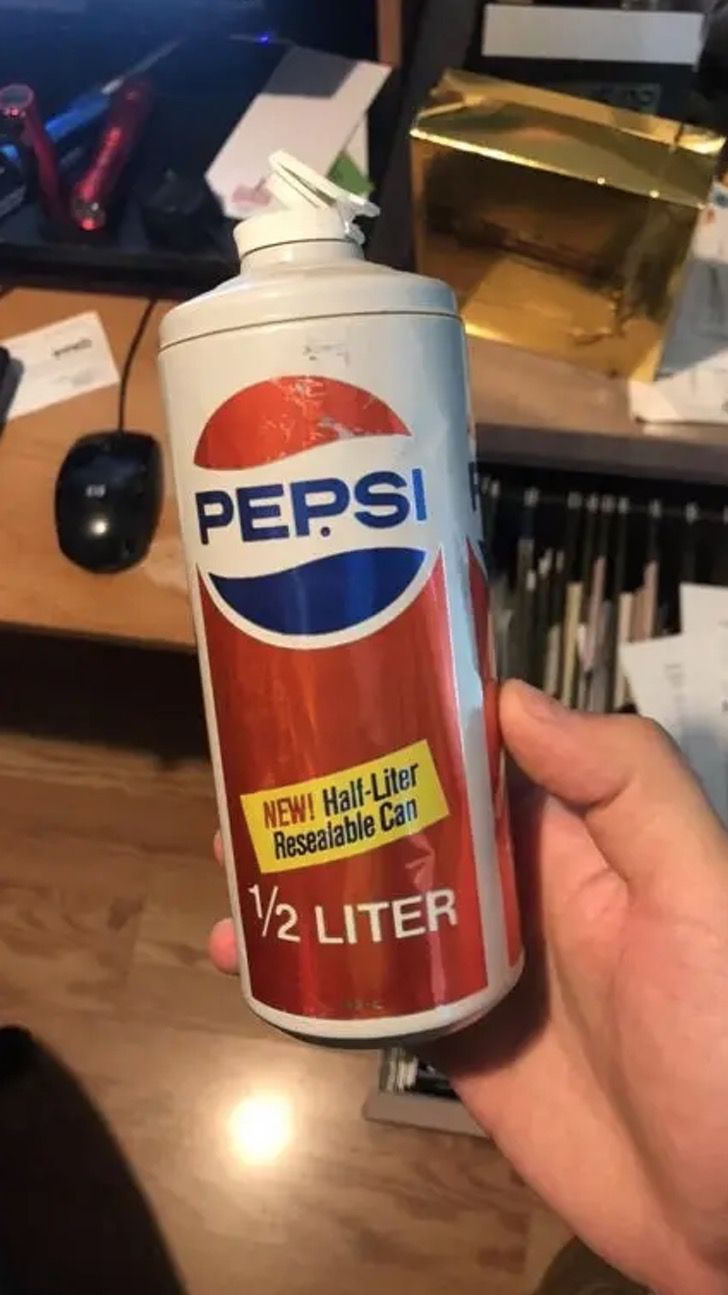 PEPSI
NEW! Half-Liter
Resealable Can
1/2 LITER